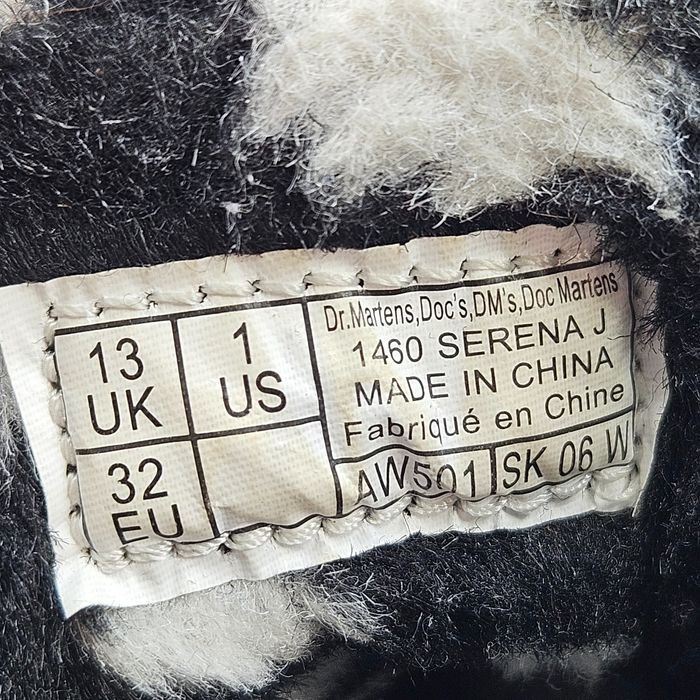 13
UK
1
US
32
EU
Dr.Martens,Doc's,DM's,Doc Martens
1460 SERENA J
MADE IN CHINA
Fabriqué en Chine
AW501
SK 06 W